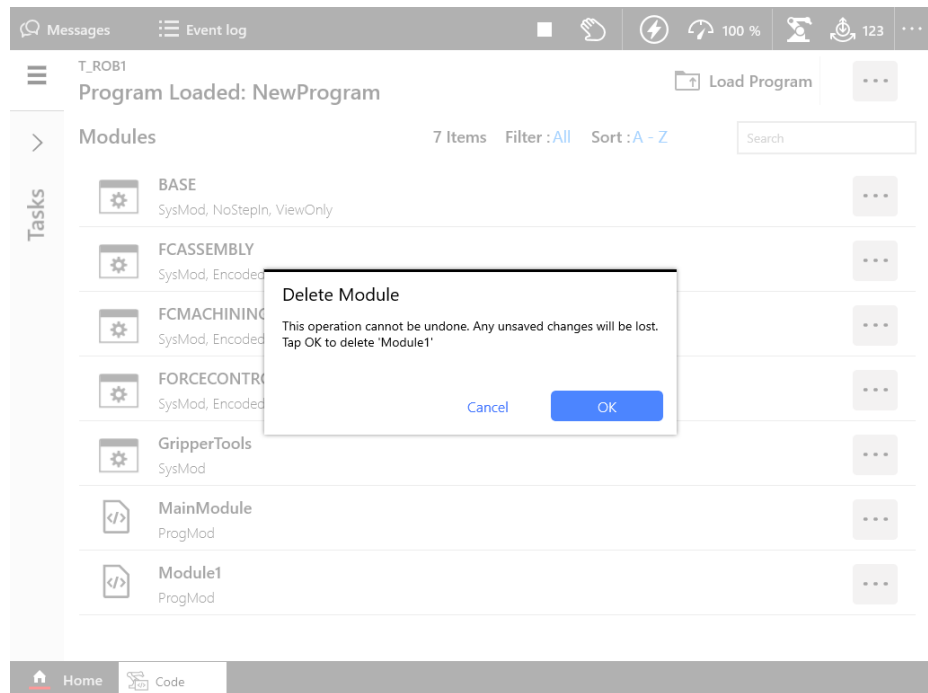 Messages
Event log
100 %
123
T_ROB1
Program Loaded: NewProgram
Load Program
Modules
7 Items
Filter : All
Sort : A - Z
Search
Tasks
BASE
SysMod, NoStepIn, ViewOnly
FCASSEMBLY
SysMod, Encoded
FCMACHINING
SysMod, Encoded
FORCECONTRO
SysMod, Encoded
Delete Module
This operation cannot be undone. Any unsaved changes will be lost.
Tap OK to delete 'Module1'
Cancel
OK
GripperTools
SysMod
MainModule
ProgMod
Module1
ProgMod
Home
Code